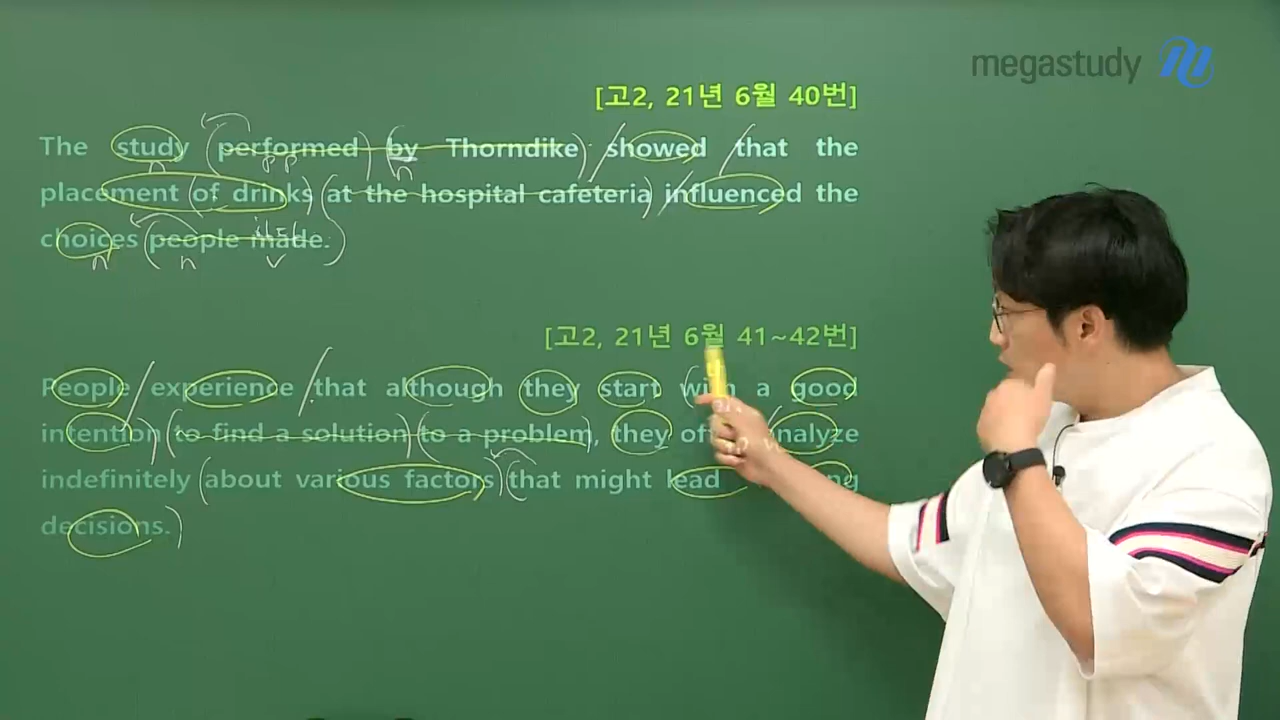 megastudy
[고2, 21년 6월 40번]
The study performed by Thorndike showed that the
placement of drinks at the hospital cafeteria influenced the
choices people made.
[고2, 21년 6월 41~42번]
People experience that although they start with a good
intention to find a solution to a problem, they analyze
indefinitely about various factors that might lead
decisions.